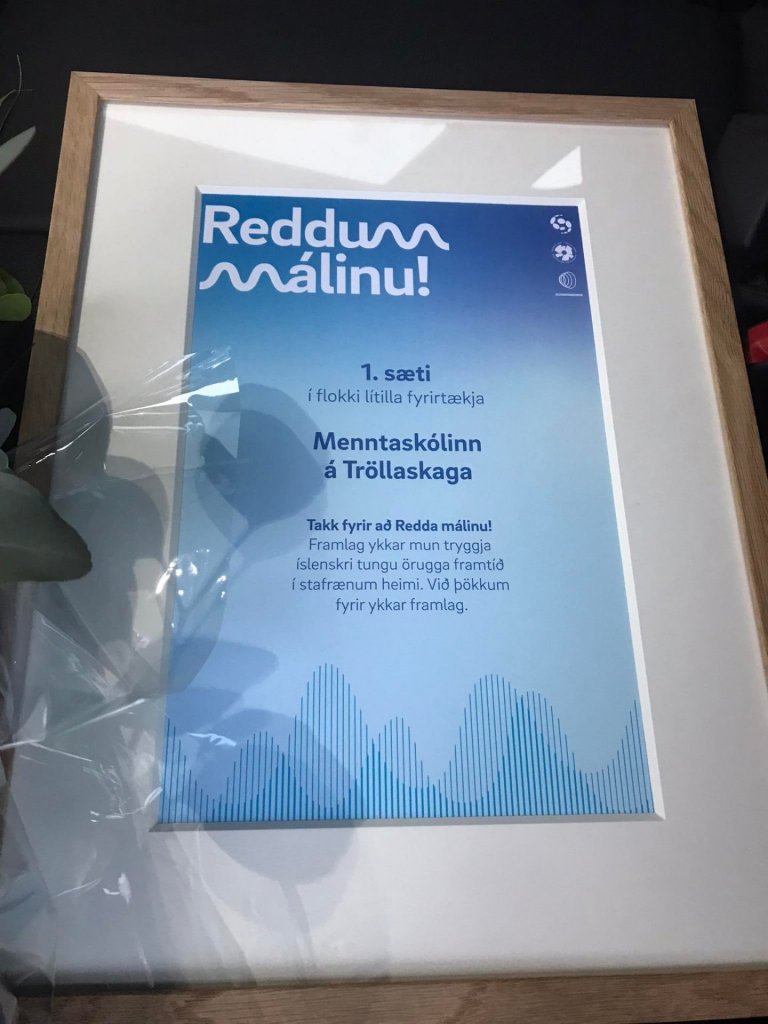 Reddum
málinu!
1. sæti
í flokki lítilla fyrirtækja
Menntaskólinn
á Tröllaskaga
Takk fyrir að Redda málinu!
Framlag ykkar mun tryggja
íslenskri tungu örugga framtíð
í stafrænum heimi. Við þökkum
fyrir ykkar framlag.